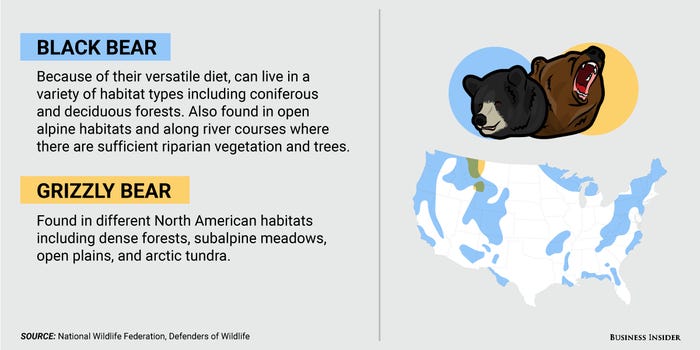 BLACK BEAR
Because of their versatile diet, can live in a
variety of habitat types including coniferous
and deciduous forests. Also found in open
alpine habitats and along river courses where
there are sufficient riparian vegetation and trees.
GRIZZLY BEAR
Found in different North American habitats
including dense forests, subalpine meadows,
open plains, and arctic tundra.
SOURCE: National Wildlife Federation, Defenders of Wildlife
BUSINESS INSIDER